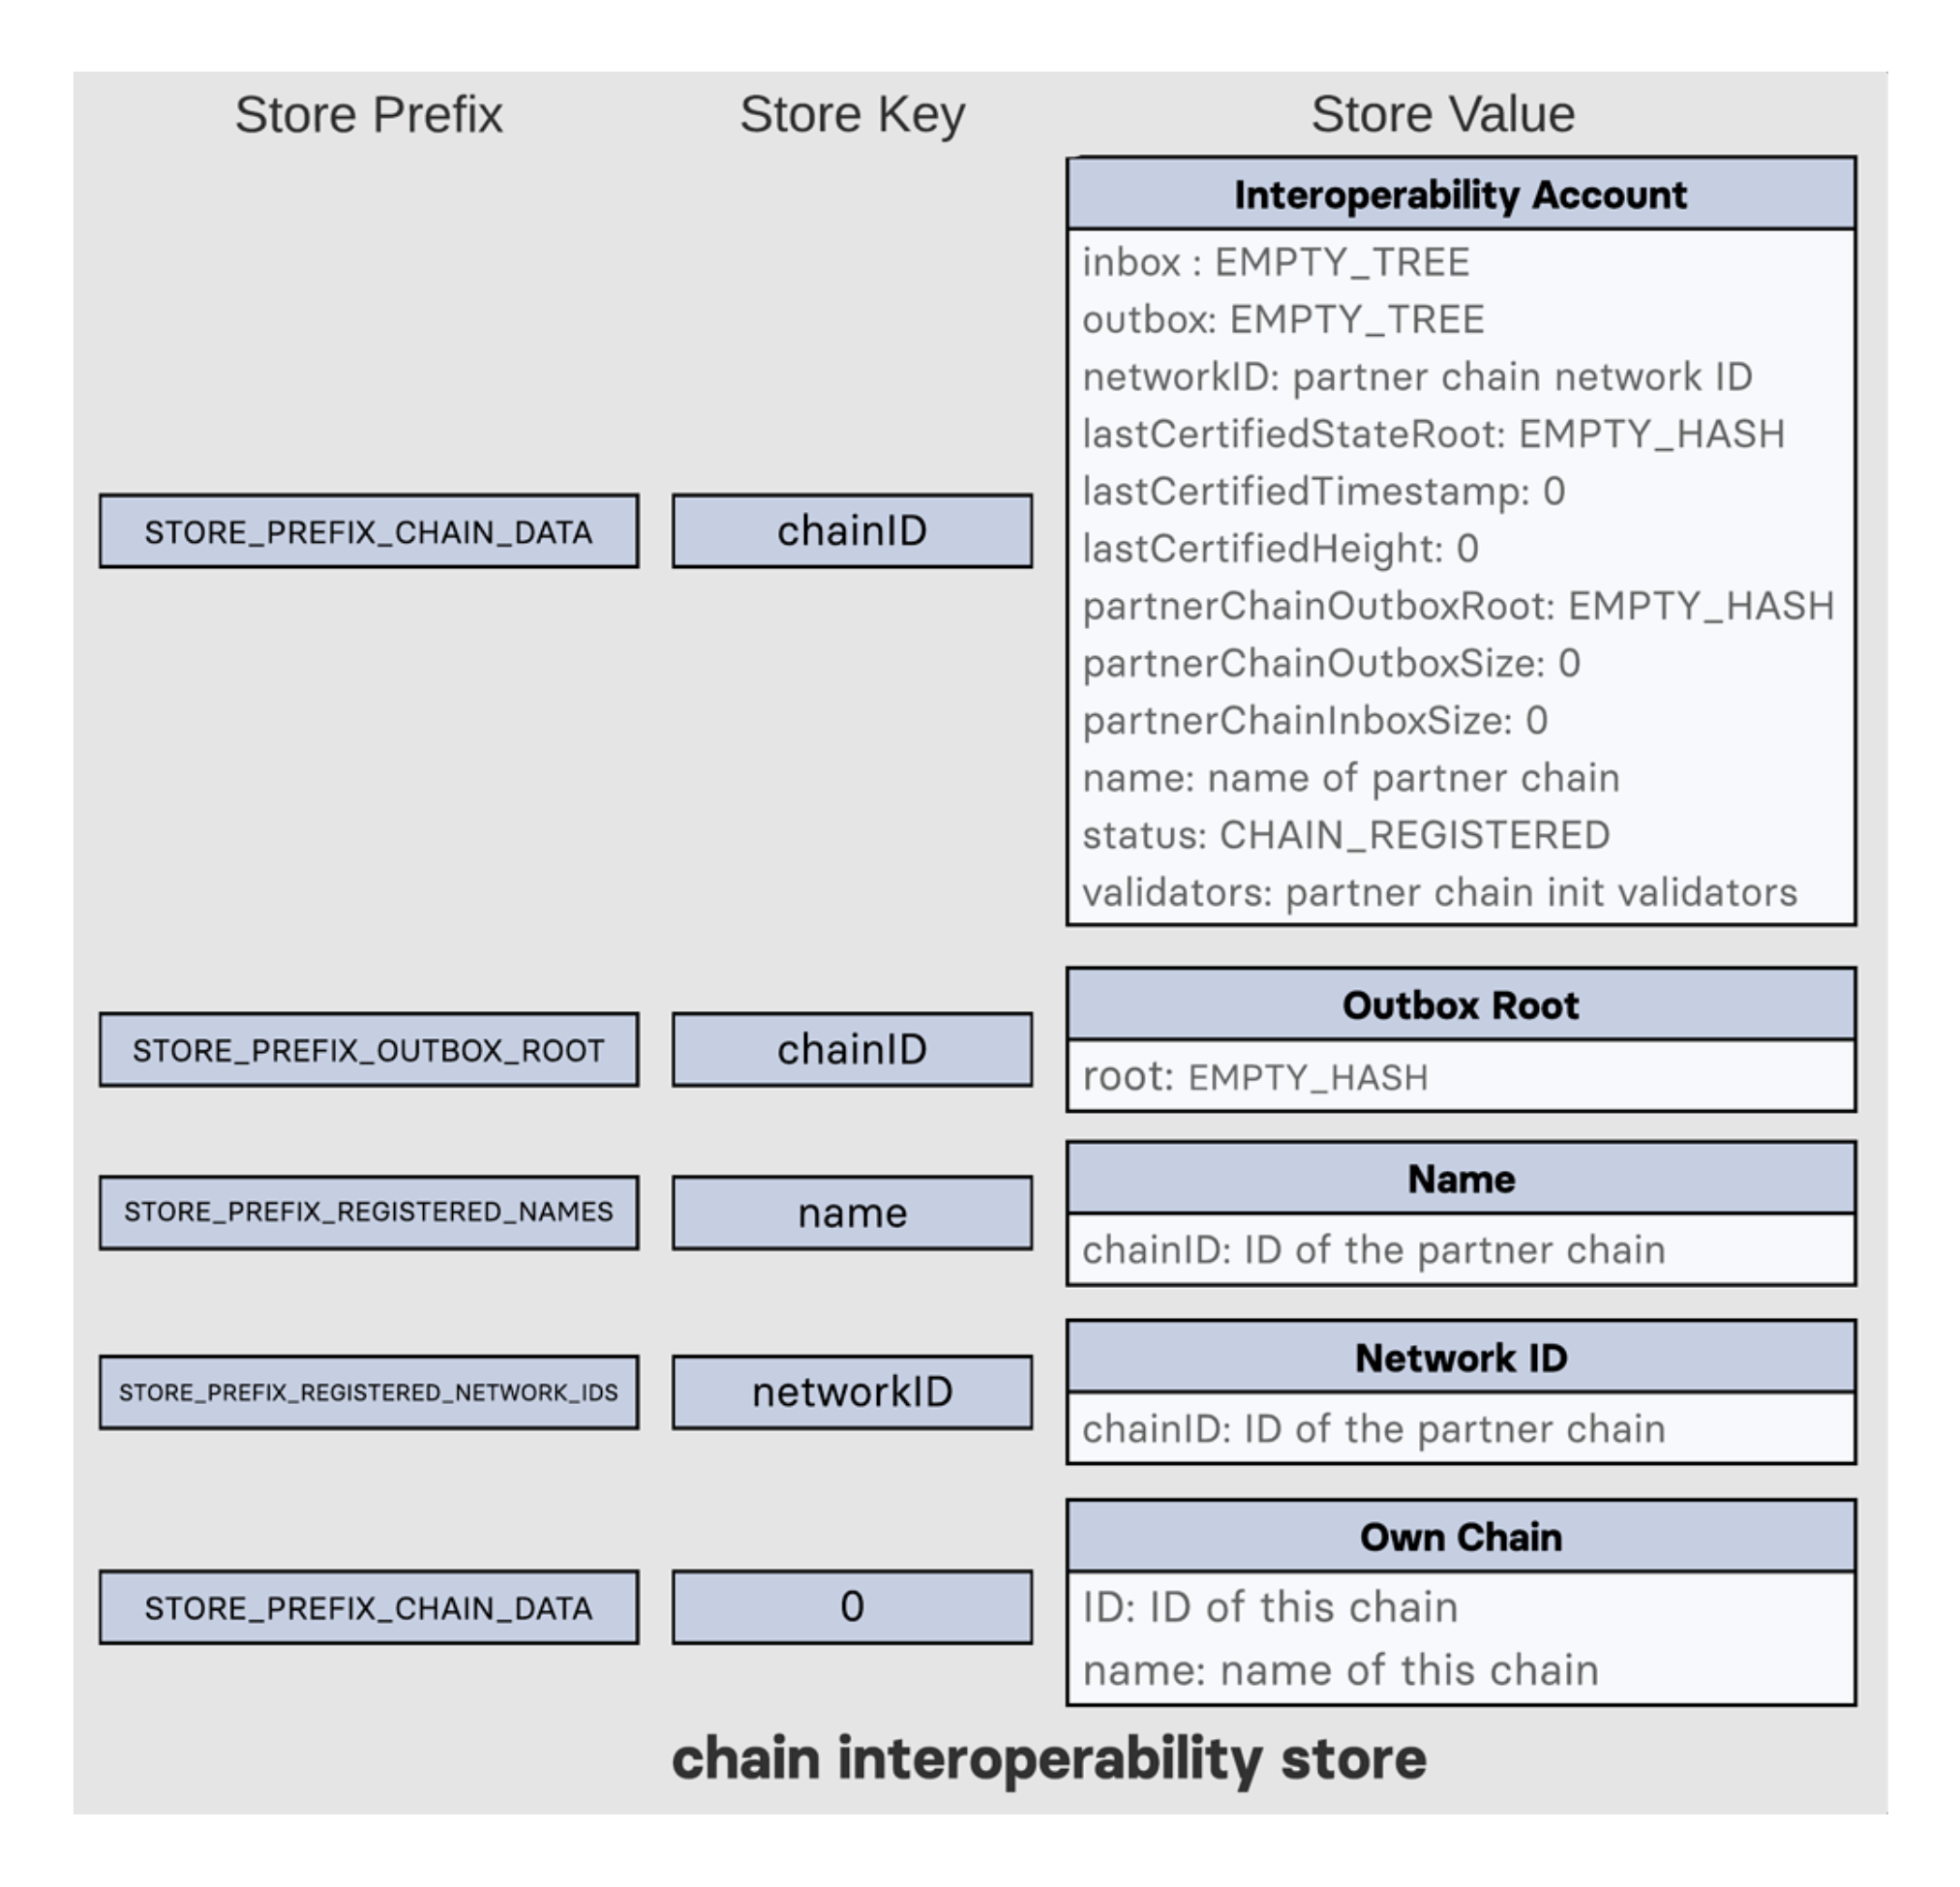 Store Prefix Store Key Store Value
Interoperability Account
inbox : EMPTY_TREE
outbox: EMPTY_TREE
networkID: partner chain network ID
lastCertifiedStateRoot: EMPTY_HASH
lastCertifiedTimestamp: 0
STORE_PREFIX_CHAIN_DATA chainID
lastCertifiedHeight: 0
partnerChainOutboxRoot: EMPTY_HASH
partnerChainOutboxSize: 0
partnerChainInboxSize: 0
name: name of partner chain
status: CHAIN_REGISTERED
validators: partner chain init validators
Outbox Root
STORE_PREFIX_OUTBOX_ROOT chainID
root: EMPTY_HASH
Name
STORE_PREFIX_REGISTERED_NAMES name
chainID: ID of the partner chain
Network ID
STORE_PREFIX_REGISTERED_NETWORK_IDS networkID
chainID: ID of the partner chain
Own Chain
STORE_PREFIX_CHAIN_DATA 0
ID: ID of this chain
name: name of this chain
chain interoperability store